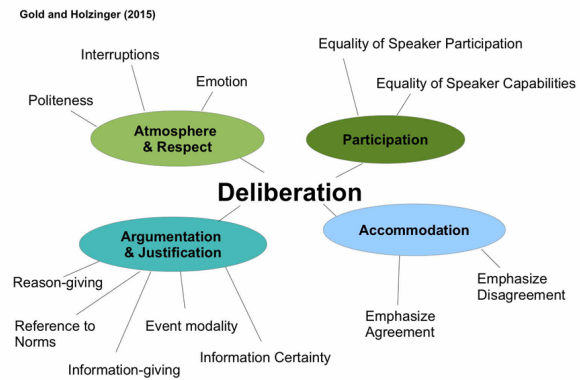 Gold and Holzinger (2015)
Interruptions
Emotion
Politeness
Atmosphere
& Respect
Equality of Speaker Participation
Equality of Speaker Capabilities
Participation
Deliberation
Argumentation
& Justification
Reason-giving
Reference to
Norms
Information-giving
Event modality
Information Certainty
Accommodation
Emphasize
Agreement
Emphasize
Disagreement